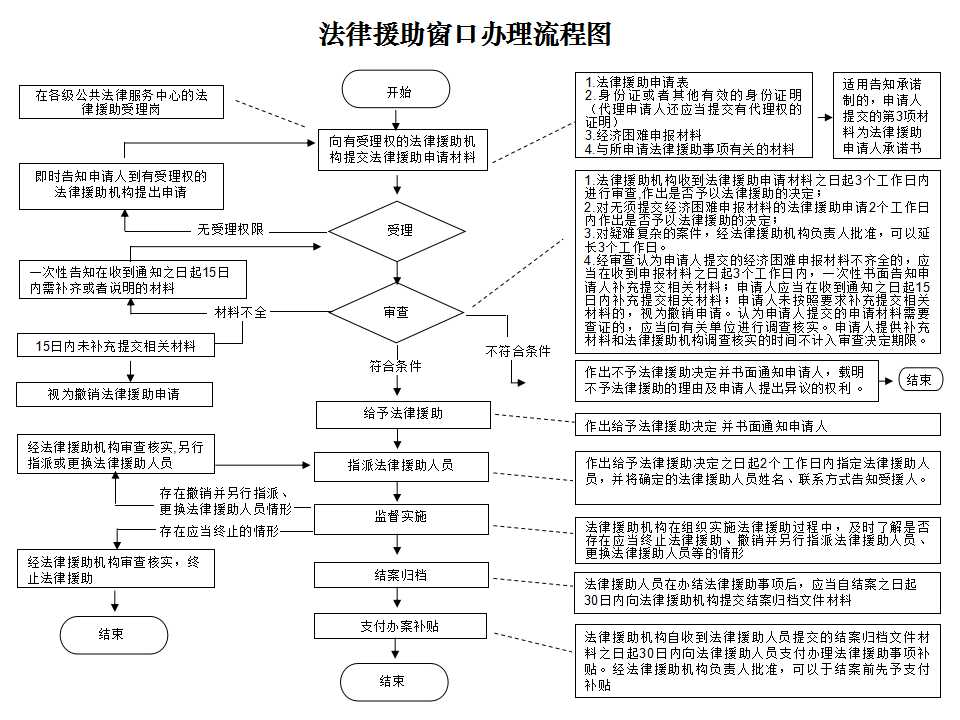 法律援助窗口办理流程图
开始
在各级公共法律服务中心的法
律援助受理岗
1.法律援助申请表
2.身份证或者其他有效的身份证明
（代理申请人还应当提交有代理权的
证明）
3.经济困难申报材料
4.与所申请法律援助事项有关的材料
适用告知承诺
制的，申请人
提交的第3项材
料为法律援助
申请人承诺书
向有受理权的法律援助机
构提交法律援助申请材料
即时告知申请人到有受理权的
法律援助机构提出申请
无受理权限
受理
1.法律援助机构收到法律援助申请材料之日起3个工作日内
进行审查,作出是否予以法律援助的决定；
2.对无须提交经济困难申报材料的法律援助申请2个工作日
内作出是否予以法律援助的决定；
3.对疑难复杂的案件，经法律援助机构负责人批准，可以延
长3个工作日。
4.经审查认为申请人提交的经济困难申报材料不齐全的，应
当在收到申报材料之日起3个工作日内，一次性书面告知申请
人补充提交相关材料；申请人应当在收到通知之日起15
日内补充提交相关材料；申请人未按照要求补充提交相关
材料的，视为撤销申请。认为申请人提交的申请材料需要
查证的，应当向有关单位进行调查核实。申请人提供补充
材料和法律援助机构调查核实的时间不计入审查决定期限。
一次性告知在收到通知之日起15日
内需补齐或者说明的材料
材料不全
审查
15日内未补充提交相关材料
符合条件
不符合条件
视为撤销法律援助申请
作出不予法律援助决定并书面通知申请人，载明
不予法律援助的理由及申请人提出异议的权利 。
结束
给予法律援助
作出给予法律援助决定 并书面通知申请人
经法律援助机构审查核实,另行
指派或更换法律援助人员
指派法律援助人员
作出给予法律援助决定之日起2个工作日内指定法律援助人
员，并将确定的法律援助人员姓名、联系方式告知受援人。
存在撤销并另行指派、
更换法律援助人员情形
监督实施
存在应当终止的情形
法律援助机构在组织实施法律援助过程中，及时了解是否
存在应当终止法律援助、撤销并另行指派法律援助人员、
更换法律援助人员等的情形
经法律援助机构审查核实，终
止法律援助
结案归档
法律援助人员在办结法律援助事项后，应当自结案之日起
30日内向法律援助机构提交结案归档文件材料
结束
支付办案补贴
法律援助机构自收到法律援助人员提交的结案归档文件材
料之日起30日内向法律援助人员支付办理法律援助事项补
贴。经法律援助机构负责人批准，可以于结案前先予支付
补贴
结束